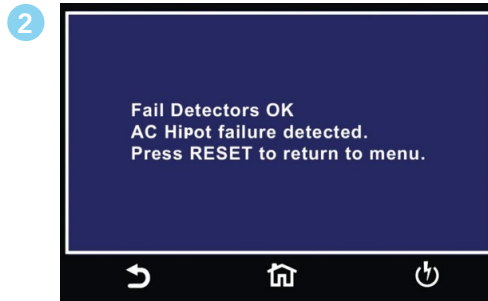 2
Fail Detectors OK
AC HiPot failure detected.
Press RESET to return to menu.